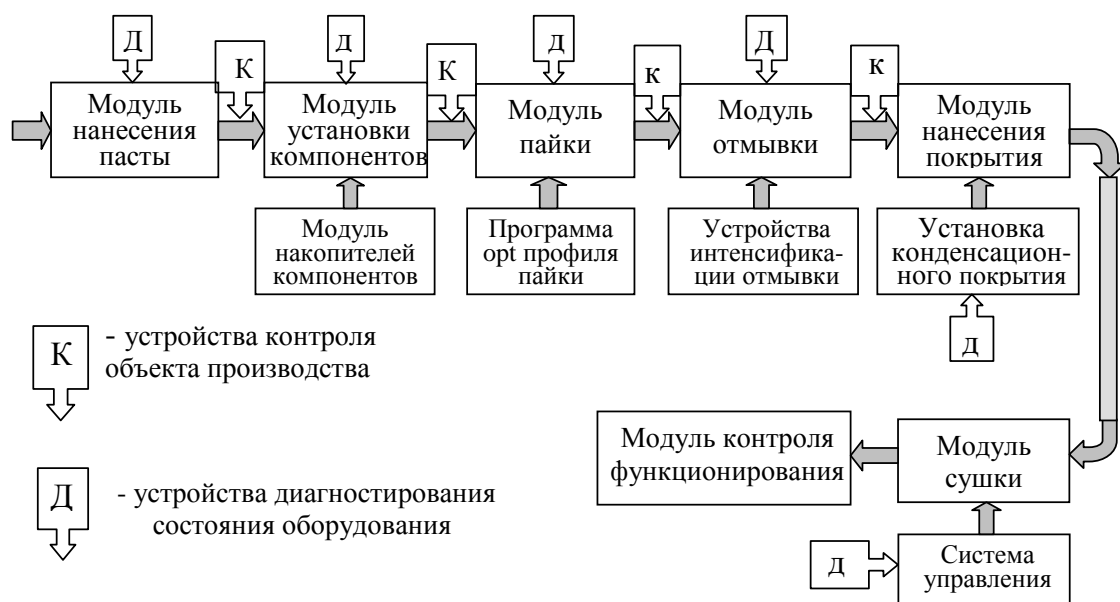 Д
К
д
К
д
к
Д
к
Модуль
нанесения
пасты
Модуль
установки
компонентов
Модуль
пайки
Модуль
отмывки
Модуль
нанесения
покрытия
Модуль
накопителей
компонентов
Программа
opt профиля
пайки
Устройства
интенсифика-
ции отмывки
Установка
конденсацион-
ного покрытия
д
К
- устройства контроля
объекта производства
Модуль контроля
функционирования
Модуль
сушки
Д
- устройства диагностирования
состояния оборудования
д
Система
управления